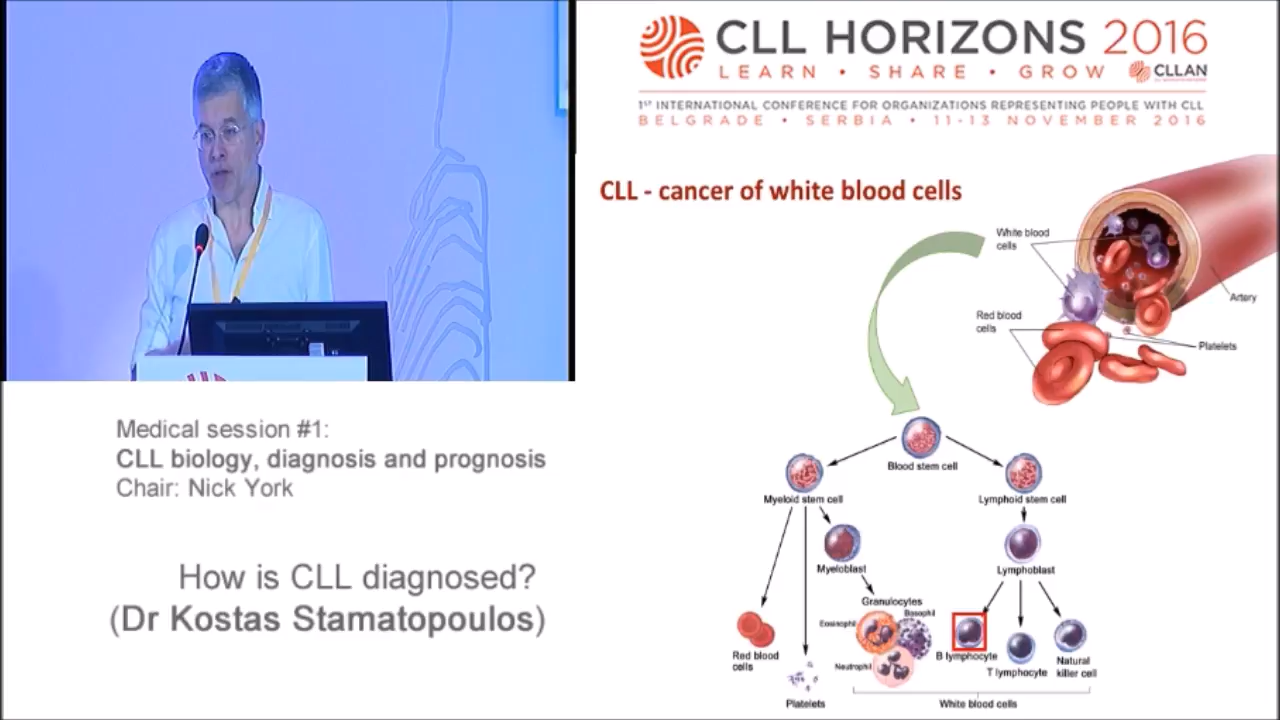 CLL HORIZONS 2016
LEARN • SHARE • GROW
CLLAN
1ST INTERNATIONAL CONFERENCE FOR ORGANIZATIONS REPRESENTING PEOPLE WITH CLL
BELGRADE • SERBIA • 11-13 NOVEMBER 2016
CLL - cancer of white blood cells
White blood
cells
Artery
Red blood
cells
Platelets
Medical session #1:
CLL biology, diagnosis and prognosis
Chair: Nick York
How is CLL diagnosed?
(Dr Kostas Stamatopoulos)
Blood stem cell
Myeloid stem cell
Lymphoid stem cell
Myeloblast
Lymphoblast
Granulocytes
Basophil
Eosinophil
Neutrophil
Red blood
cells
Platelets
B lymphocyte
T lymphocyte
Natural
killer cell
White blood cells